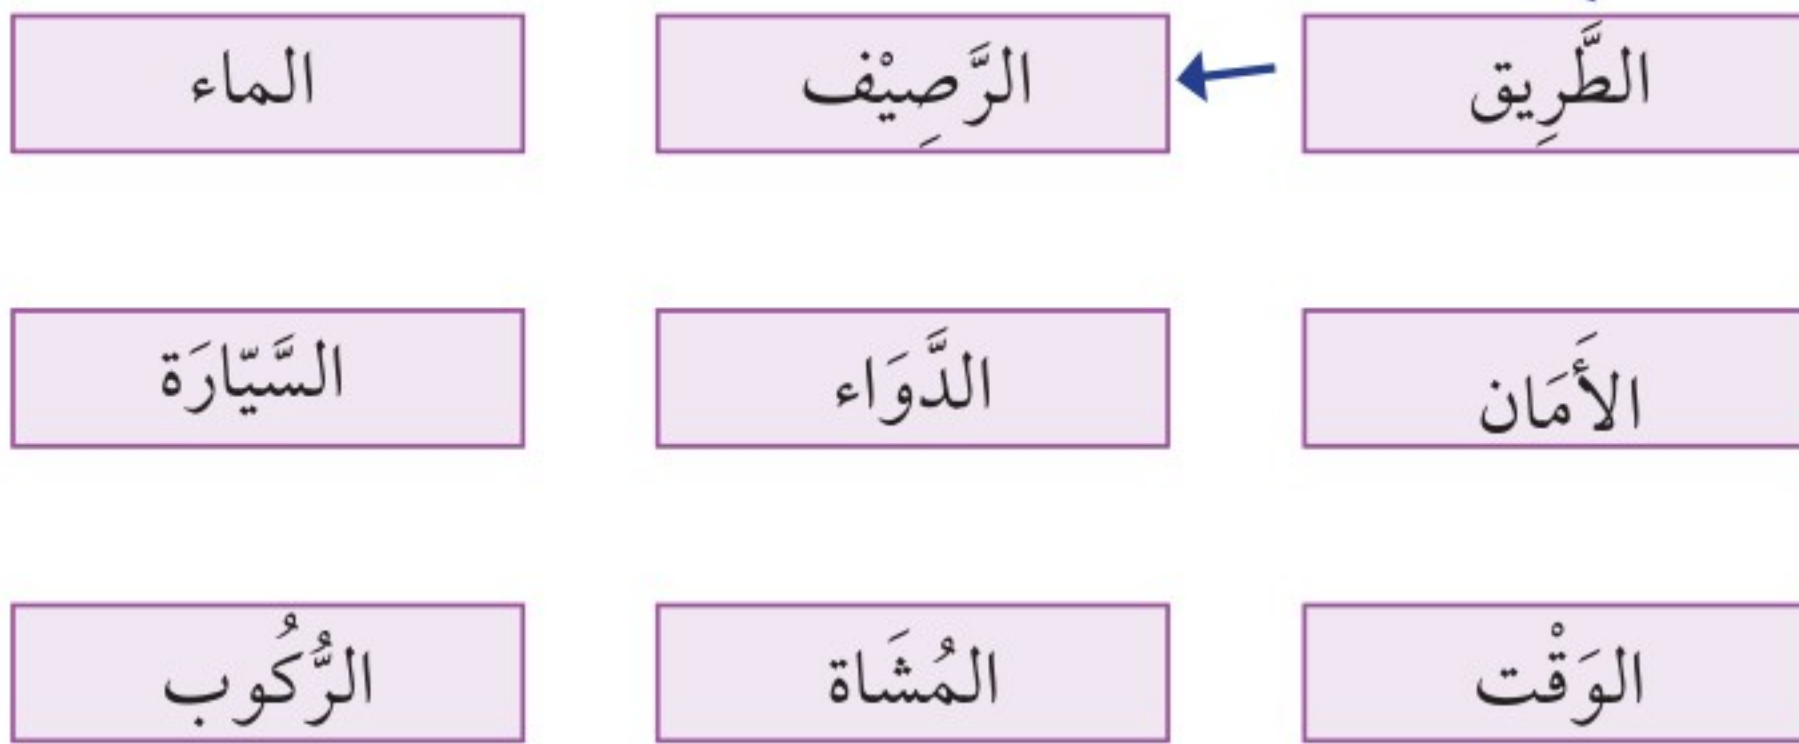 الطَّرِيق
الرَّصِيْف
الماء
الأَمَان
الدَّوَاء
السَّيّارَة
الوَقْت
المُشَاة
الرُّكُوب